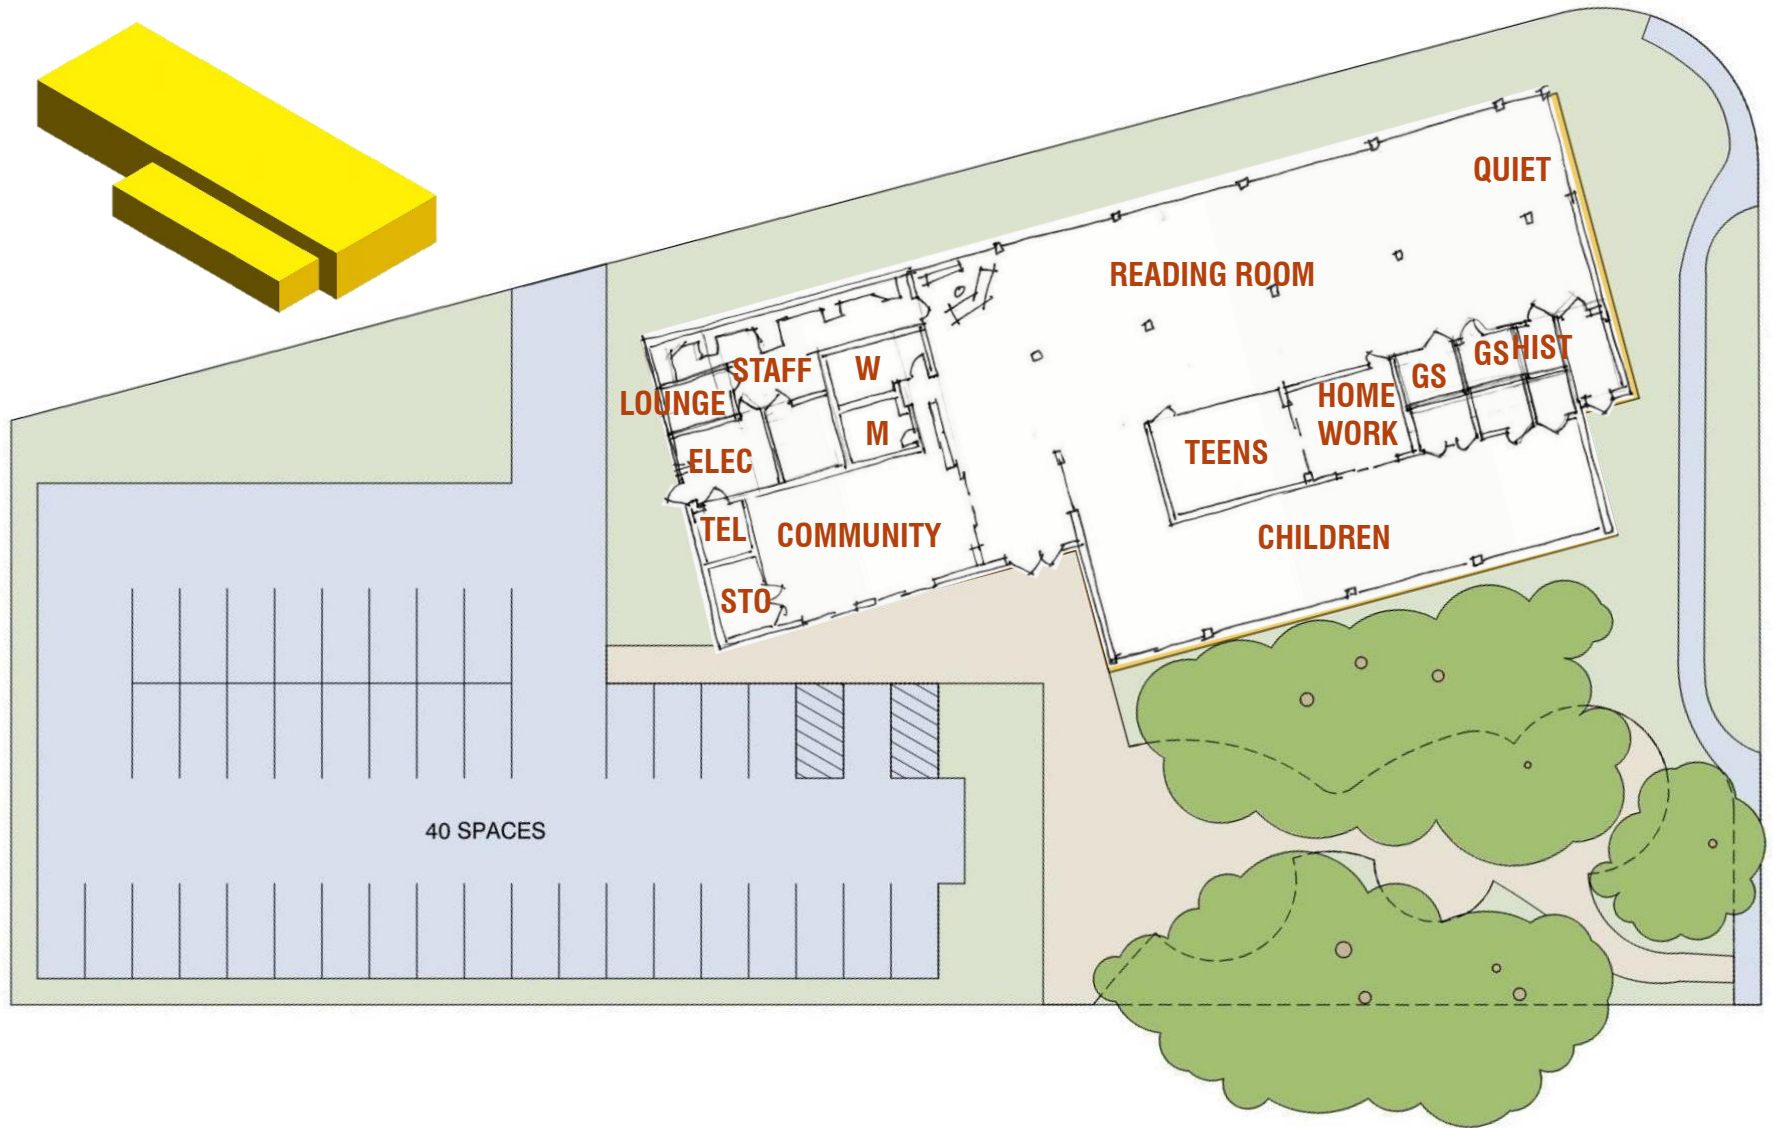 QUIET
READING ROOM
STAFF
W
GS
HIST
GS
LOUNGE
HOME
WORK
M
TEENS
ELEC
TEL
COMMUNITY
CHILDREN
STO
40 SPACES